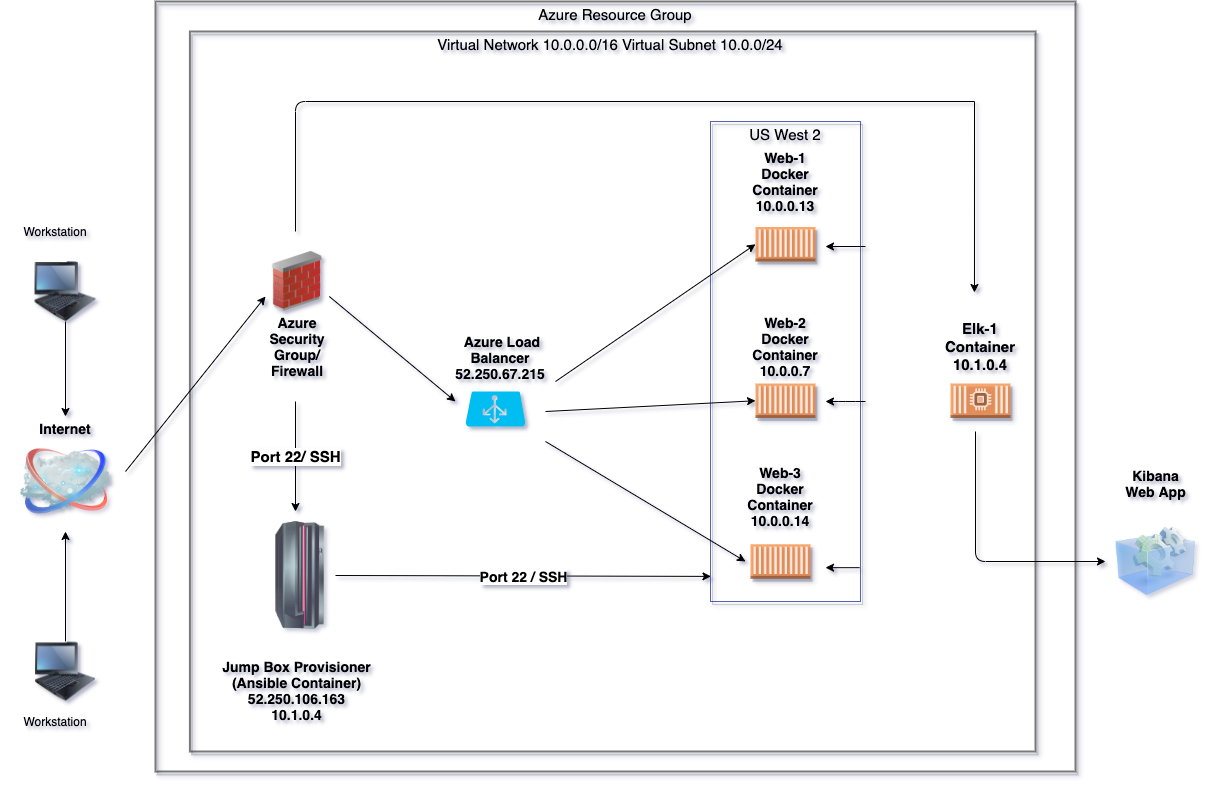 Azure Resource Group
Virtual Network 10.0.0.0/16 Virtual Subnet 10.0.0/24
US West 2
Web-1
Docker
Container
10.0.0.13
Workstation
Azure
Security
Group/
Firewall
Azure Load
Balancer
52.250.67.215
Web-2
Docker
Container
10.0.0.7
Elk-1
Container
10.1.0.4
Internet
Port 22/ SSH
Web-3
Docker
Container
10.0.0.14
Kibana
Web App
Port 22 / SSH
Jump Box Provisioner
(Ansible Container)
52.250.106.163
10.1.0.4
Workstation